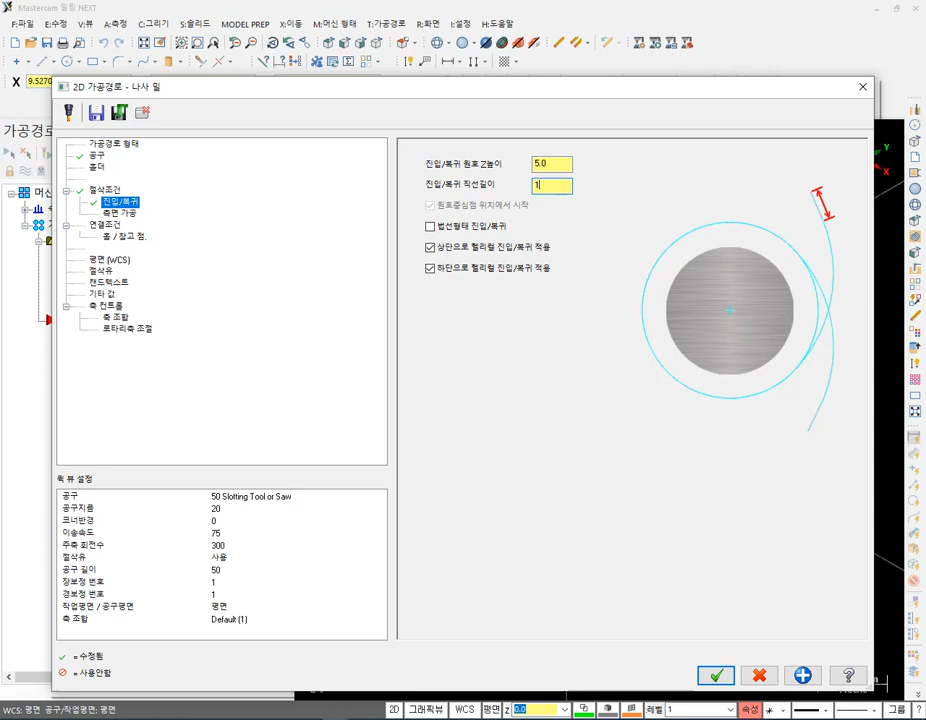 Mastercam 밀링 NEXT
F:파일 E:수정 V:뷰 A:측정 C:그리기 S:솔리드 MODEL PREP X:이동 M:머신 형태 T:가공경로 R:화면 I:설정 H:도움말
X 9.5270
2D 가공경로 - 나사 밀
가공경로
머신
가공경로 형태
공구
홀더
절삭조건
진입/복귀
측면 가공
연결조건
홈 / 참고 점.
평면 (WCS)
절삭유
캔드텍스트
기타 값
축 컨트롤
축 조합
로타리축 조절
진입/복귀 원호 Z높이 5.0
진입/복귀 직선길이 1
원호중심점 위치에서 시작
법선형태 진입/복귀
상단으로 헬리컬 진입/복귀 적용
하단으로 헬리컬 진입/복귀 적용
Y
X
퀵 뷰 설정
공구 50 Slotting Tool or Saw
공구지름 20
코너반경 0
이송속도 75
주축 회전수 300
절삭유 사용
공구 길이 50
장보정 번호 1
경보정 번호 1
작업평면 / 공구평면 평면
축 조합 Default (1)
= 수정됨
= 사용안함
WCS: 평면 공구/작업평면: 평면
2D 그래픽뷰 WCS 평면 Z 0.0 레벨 1 속성 그룹 ?